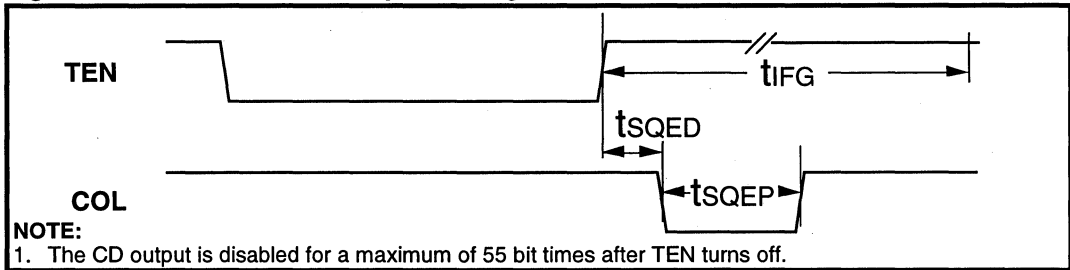 TEN
tIFG
tSQED
COL
tSQEP
NOTE:
1. The CD output is disabled for a maximum of 55 bit times after TEN turns off.